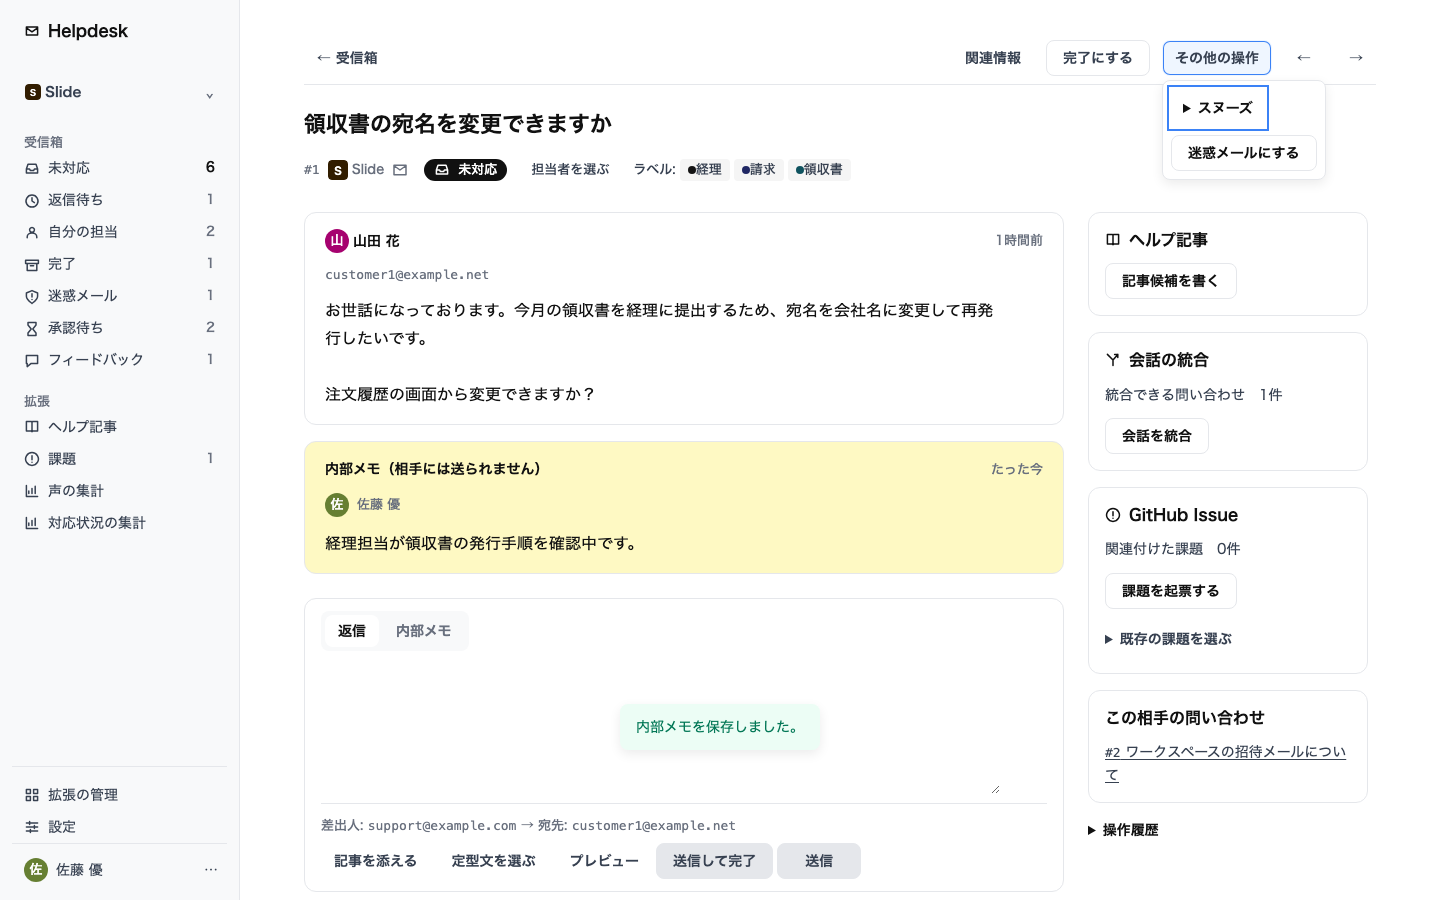 Helpdesk
S Slide
受信箱
未対応 6
返信待ち 1
自分の担当 2
完了 1
迷惑メール 1
承認待ち 2
フィードバック 1
拡張
ヘルプ記事
課題 1
声の集計
対応状況の集計
拡張の管理
設定
佐 佐藤 優 ...
← 受信箱
関連情報 完了にする その他の操作 ← →
▶ スヌーズ
迷惑メールにする
領収書の宛名を変更できますか
#1 S Slide 未対応 担当者を選ぶ ラベル: ●経理 ●請求 ●領収書
山 山田 花 1時間前
customer1@example.net
お世話になっております。今月の領収書を経理に提出するため、宛名を会社名に変更して再発
行したいです。
注文履歴の画面から変更できますか？
内部メモ（相手には送られません） たった今
佐 佐藤 優
経理担当が領収書の発行手順を確認中です。
返信 内部メモ
内部メモを保存しました。
差出人: support@example.com → 宛先: customer1@example.net
記事を添える 定型文を選ぶ プレビュー 送信して完了 送信
ヘルプ記事
記事候補を書く
会話の統合
統合できる問い合わせ 1件
会話を統合
GitHub Issue
関連付けた課題 0件
課題を起票する
▶ 既存の課題を選ぶ
この相手の問い合わせ
#2 ワークスペースの招待メールについ
て
▶ 操作履歴